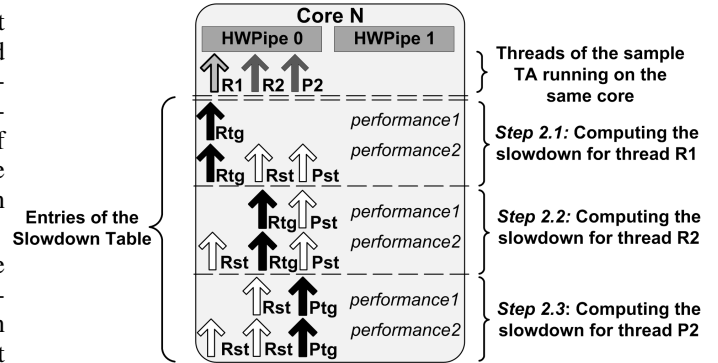 Core N
HWPipe 0 HWPipe 1
R1 R2 P2
Threads of the sample
TA running on the
same core
Entries of the
Slowdown Table
Rtg performance1
Rtg Rst Pst performance2
Step 2.1: Computing the
slowdown for thread R1
Rtg Pst performance1
Rst Rtg Pst performance2
Step 2.2: Computing the
slowdown for thread R2
Rst Ptg performance1
Rst Rst Ptg performance2
Step 2.3: Computing the
slowdown for thread P2